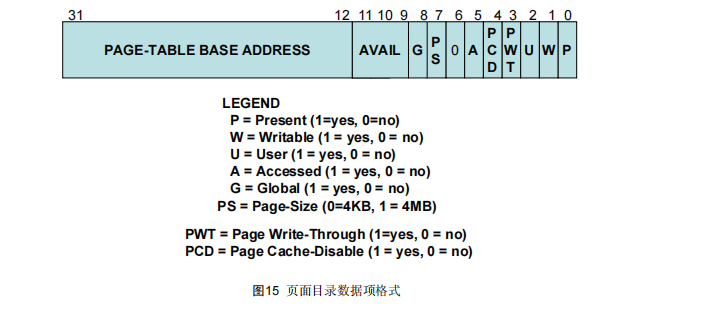 31 12 11 10 9 8 7 6 5 4 3 2 1 0
PAGE-TABLE BASE ADDRESS AVAIL G PS 0 A PCD PWT U W P
LEGEND
P = Present (1=yes, 0=no)
W = Writable (1 = yes, 0 = no)
U = User (1 = yes, 0 = no)
A = Accessed (1 = yes, 0 = no)
G = Global (1 = yes, 0 = no)
PS = Page-Size (0=4KB, 1 = 4MB)
PWT = Page Write-Through (1=yes, 0 = no)
PCD = Page Cache-Disable (1 = yes, 0 = no)
图15 页面目录数据项格式